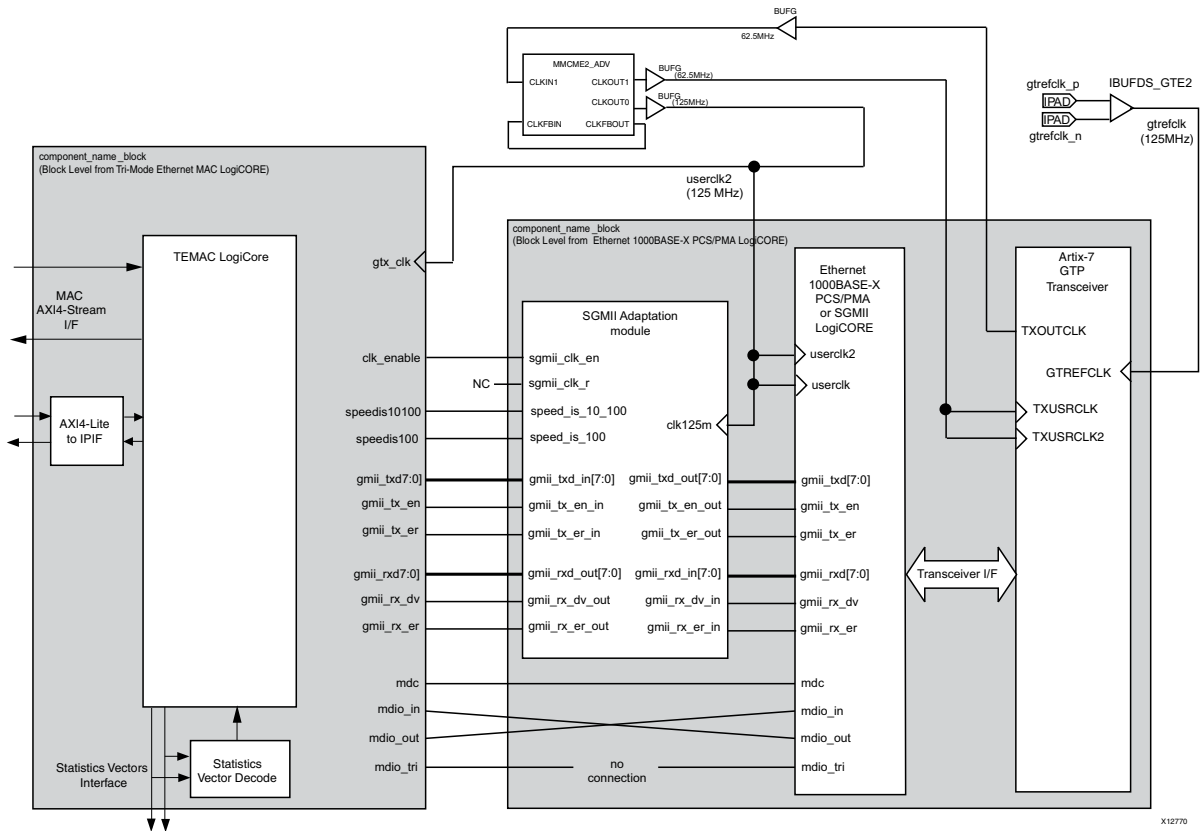 BUFG
62.5MHz
MMCME2_ADV
CLKIN1
CLKOUT1
BUFG
(62.5MHz)
CLKOUT0
BUFG
(125MHz)
CLKFBIN
CLKFBOUT
gtrefclk_p
IBUFDS_GTE2
IPAD
IPAD
gtrefclk_n
gtrefclk
(125MHz)
component_name_block
(Block Level from Tri-Mode Ethernet MAC LogiCORE)
userclk2
(125 MHz)
component_name_block
(Block Level from Ethernet 1000BASE-X PCS/PMA LogiCORE)
TEMAC LogiCore
gtx_clk
MAC
AXI4-Stream
I/F
AXI4-Lite
to IPIF
clk_enable
speedis10100
speedis100
gmii_txd7:0]
gmii_tx_en
gmii_tx_er
gmii_rxd7:0]
gmii_rx_dv
gmii_rx_er
mdc
mdio_in
mdio_out
mdio_tri
Statistics Vectors
Interface
Statistics
Vector Decode
SGMII Adaptation
module
sgmii_clk_en
NC
sgmii_clk_r
speed_is_10_100
speed_is_100
clk125m
gmii_txd_in[7:0]
gmii_txd_out[7:0]
gmii_tx_en_in
gmii_tx_en_out
gmii_tx_er_in
gmii_tx_er_out
gmii_rxd_out[7:0]
gmii_rxd_in[7:0]
gmii_rx_dv_out
gmii_rx_dv_in
gmii_rx_er_out
gmii_rx_er_in
no
connection
Ethernet
1000BASE-X
PCS/PMA
or SGMII
LogiCORE
userclk2
userclk
gmii_txd[7:0]
gmii_tx_en
gmii_tx_er
gmii_rxd[7:0]
gmii_rx_dv
gmii_rx_er
mdc
mdio_in
mdio_out
mdio_tri
Transceiver I/F
Artix-7
GTP
Transceiver
TXOUTCLK
GTREFCLK
TXUSRCLK
TXUSRCLK2
X12770